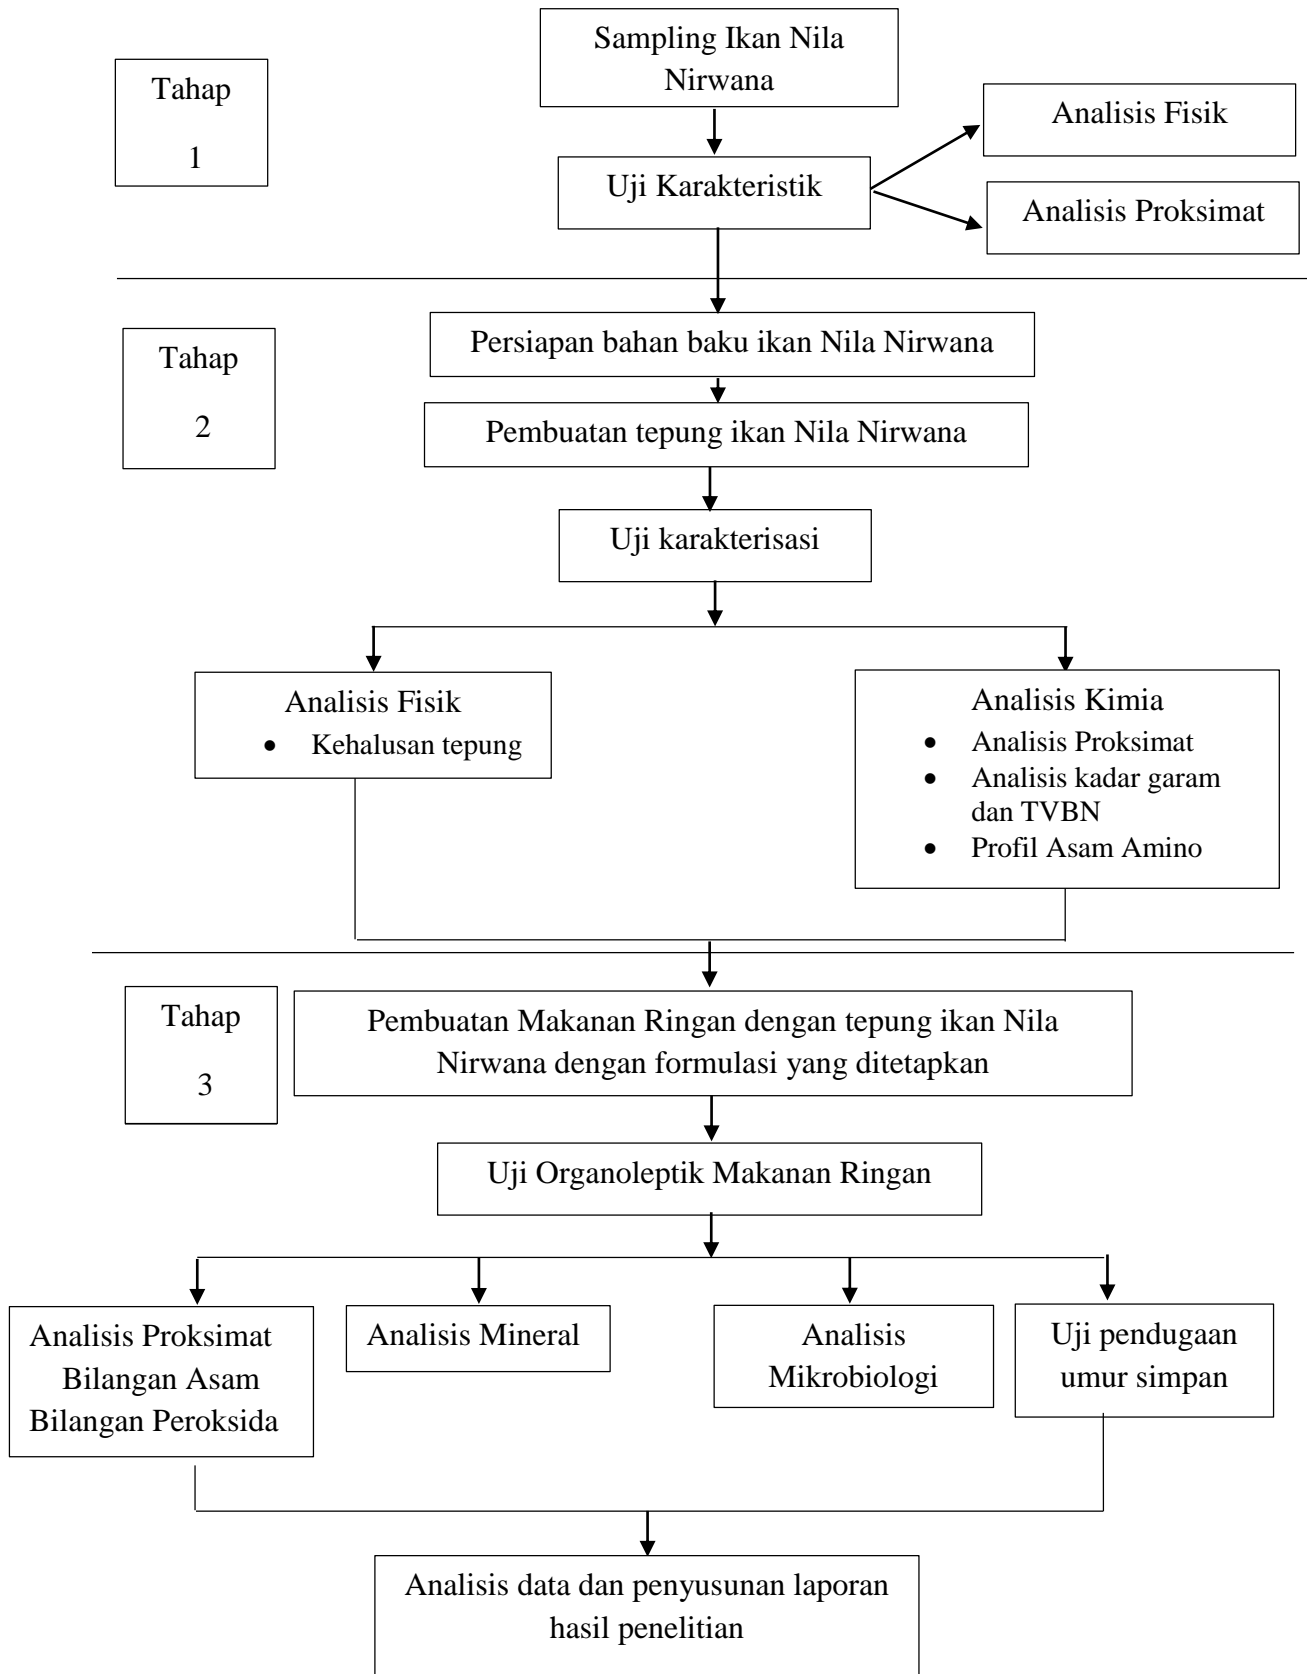 Sampling Ikan Nila
Nirwana
Tahap
1
Analisis Fisik
Uji Karakteristik
Analisis Proksimat
Tahap
2
Persiapan bahan baku ikan Nila Nirwana
Pembuatan tepung ikan Nila Nirwana
Uji karakterisasi
Analisis Fisik
• Kehalusan tepung
Analisis Kimia
• Analisis Proksimat
• Analisis kadar garam
dan TVBN
• Profil Asam Amino
Tahap
3
Pembuatan Makanan Ringan dengan tepung ikan Nila
Nirwana dengan formulasi yang ditetapkan
Uji Organoleptik Makanan Ringan
Analisis Proksimat
Bilangan Asam
Bilangan Peroksida
Analisis Mineral
Analisis
Mikrobiologi
Uji pendugaan
umur simpan
Analisis data dan penyusunan laporan
hasil penelitian